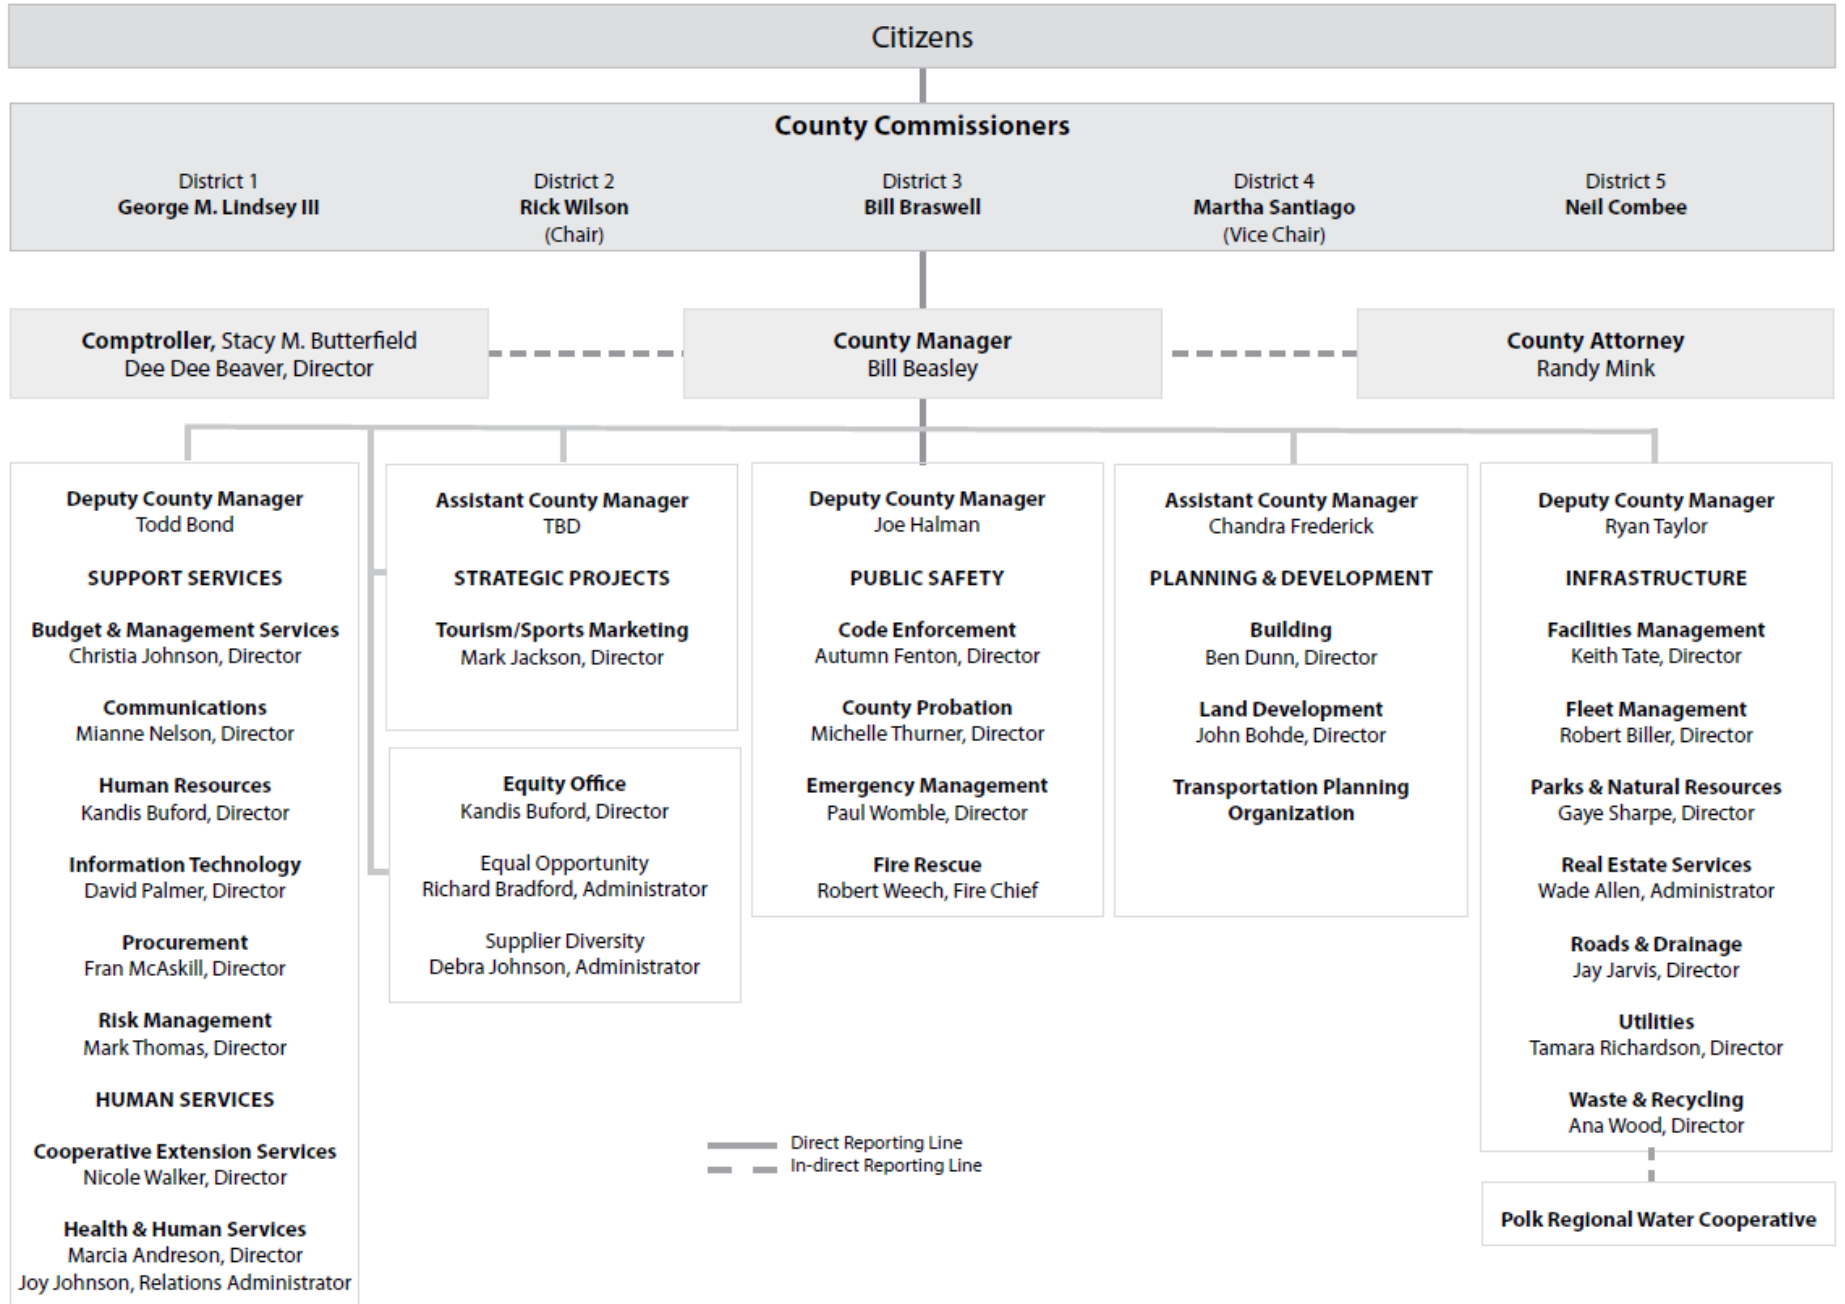 Citizens
County Commissioners
District 1
George M. Lindsey III
District 2
Rick Wilson
(Chair)
District 3
Bill Braswell
District 4
Martha Santiago
(Vice Chair)
District 5
Neil Combee
Comptroller, Stacy M. Butterfield
Dee Dee Beaver, Director
County Manager
Bill Beasley
County Attorney
Randy Mink
Deputy County Manager
Todd Bond
SUPPORT SERVICES
Budget & Management Services
Christia Johnson, Director
Communications
Mianne Nelson, Director
Human Resources
Kandis Buford, Director
Information Technology
David Palmer, Director
Procurement
Fran McAskill, Director
Risk Management
Mark Thomas, Director
HUMAN SERVICES
Cooperative Extension Services
Nicole Walker, Director
Health & Human Services
Marcia Andreson, Director
Joy Johnson, Relations Administrator
Assistant County Manager
TBD
STRATEGIC PROJECTS
Tourism/Sports Marketing
Mark Jackson, Director
Equity Office
Kandis Buford, Director
Equal Opportunity
Richard Bradford, Administrator
Supplier Diversity
Debra Johnson, Administrator
Deputy County Manager
Joe Halman
PUBLIC SAFETY
Code Enforcement
Autumn Fenton, Director
County Probation
Michelle Thurner, Director
Emergency Management
Paul Womble, Director
Fire Rescue
Robert Weech, Fire Chief
Assistant County Manager
Chandra Frederick
PLANNING & DEVELOPMENT
Building
Ben Dunn, Director
Land Development
John Bohde, Director
Transportation Planning
Organization
Deputy County Manager
Ryan Taylor
INFRASTRUCTURE
Facilities Management
Keith Tate, Director
Fleet Management
Robert Biller, Director
Parks & Natural Resources
Gaye Sharpe, Director
Real Estate Services
Wade Allen, Administrator
Roads & Drainage
Jay Jarvis, Director
Utilities
Tamara Richardson, Director
Waste & Recycling
Ana Wood, Director
Polk Regional Water Cooperative
Direct Reporting Line
In-direct Reporting Line